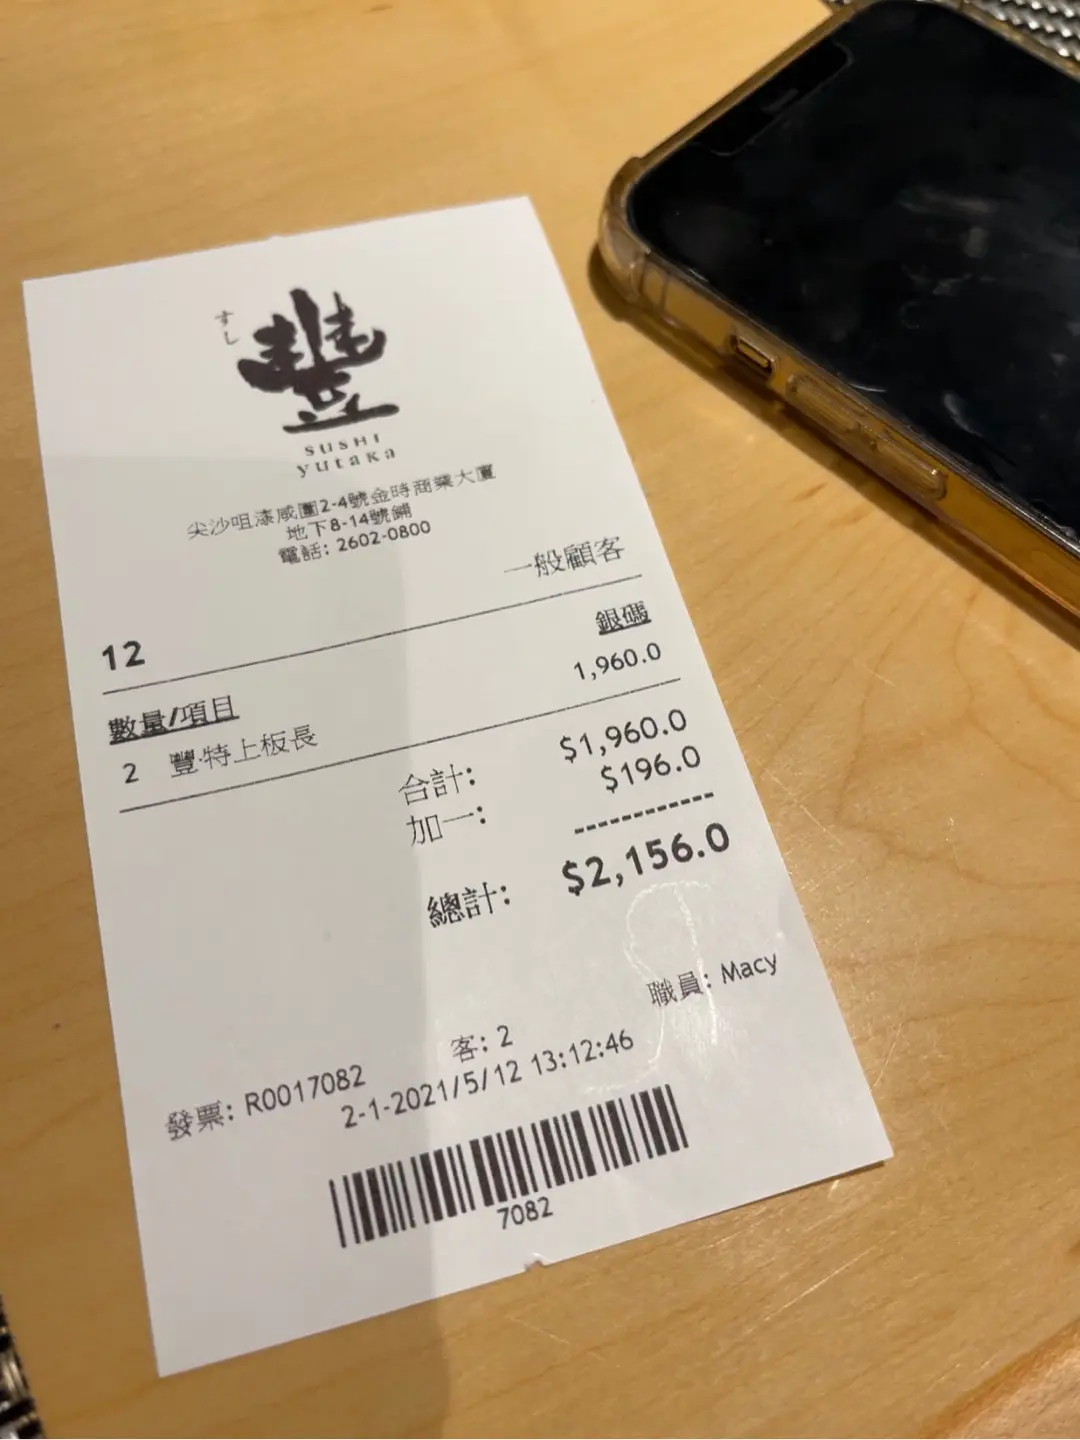 すし
豐
SUSHI
yutaka
尖沙咀漆咸圍2-4號金時商業大廈
地下8-14號鋪
電話: 2602-0800
一般顧客
12
數量/項目 銀碼
2 豐·特上板長 1,960.0
合計: $1,960.0
加一: $196.0
------------
總計: $2,156.0
職員: Macy
客: 2
發票: R0017082
2-1-2021/5/12 13:12:46
7082